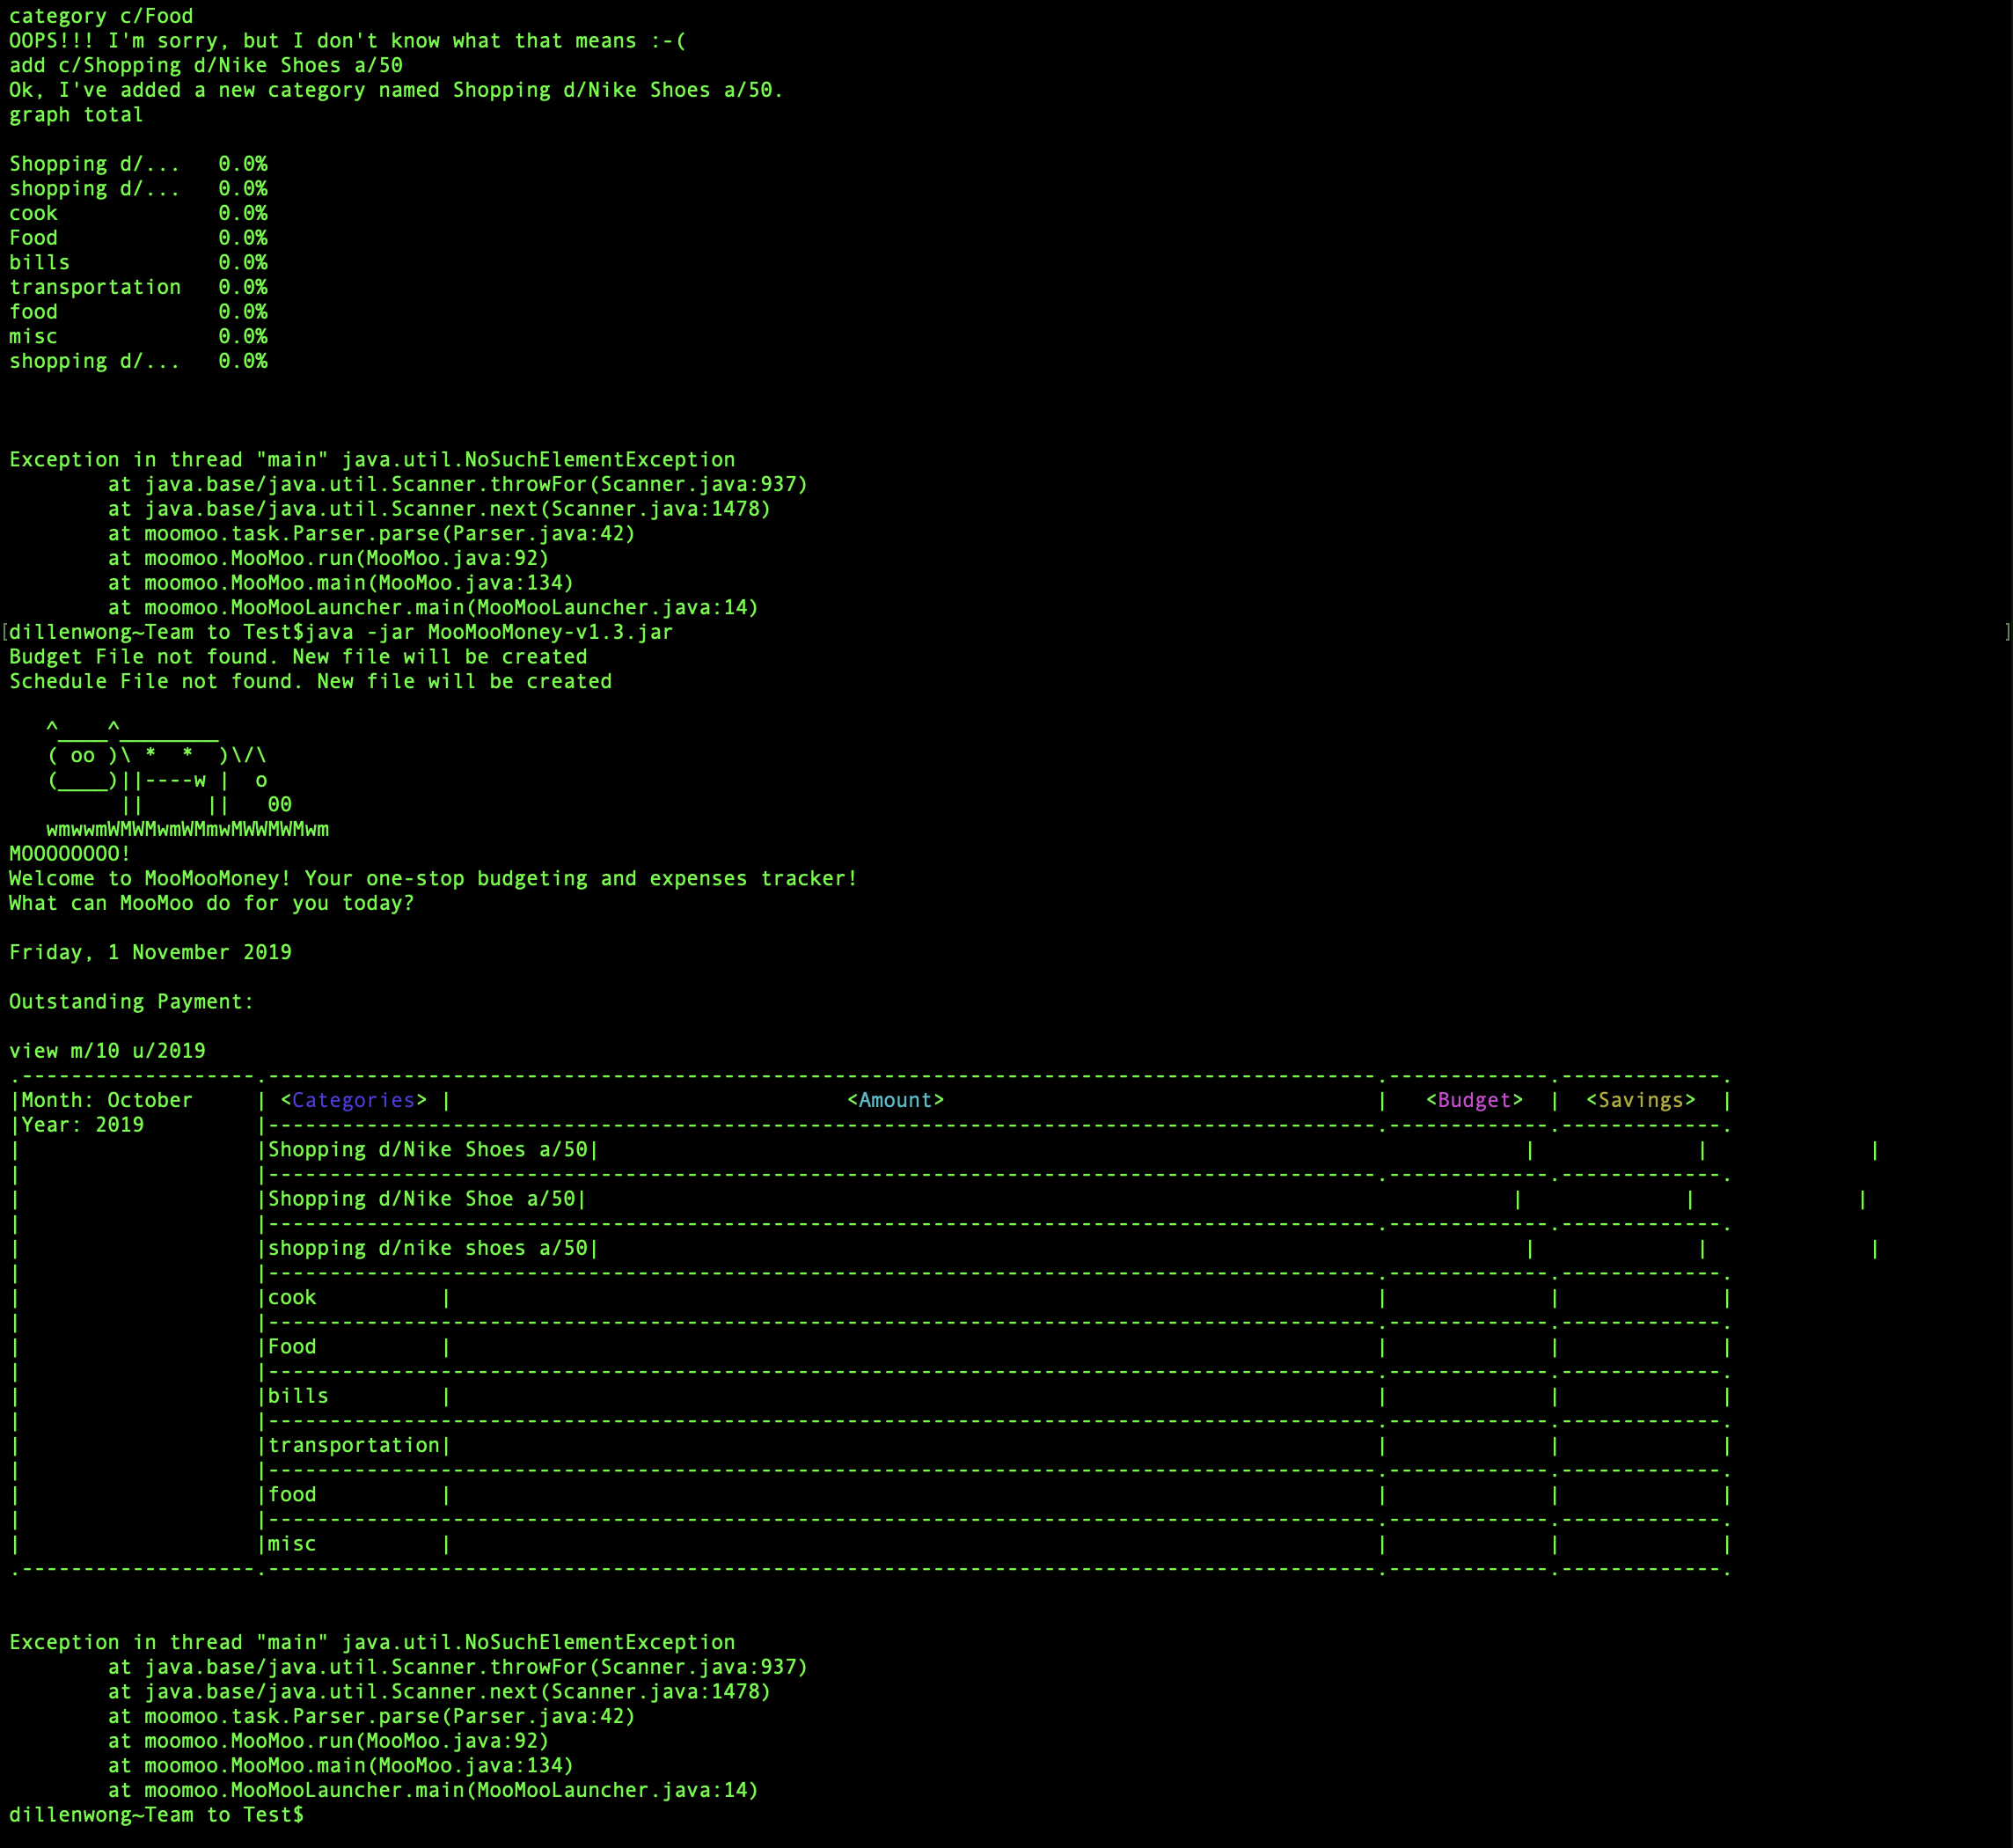 category c/Food
OOPS!!! I'm sorry, but I don't know what that means :-(
add c/Shopping d/Nike Shoes a/50
Ok, I've added a new category named Shopping d/Nike Shoes a/50.
graph total

Shopping d/...   0.0%
shopping d/...   0.0%
cook             0.0%
Food             0.0%
bills            0.0%
transportation   0.0%
food             0.0%
misc             0.0%
shopping d/...   0.0%

Exception in thread "main" java.util.NoSuchElementException
        at java.base/java.util.Scanner.throwFor(Scanner.java:937)
        at java.base/java.util.Scanner.next(Scanner.java:1478)
        at moomoo.task.Parser.parse(Parser.java:42)
        at moomoo.MooMoo.run(MooMoo.java:92)
        at moomoo.MooMoo.main(MooMoo.java:134)
        at moomoo.MooMooLauncher.main(MooMooLauncher.java:14)
[dillenwong~Team to Test$java -jar MooMooMoney-v1.3.jar ]
Budget File not found. New file will be created
Schedule File not found. New file will be created

   ^____^________
   ( oo )\ *  *  )\/\
   (____)||----w |  o
         ||     ||   00
   wmwwmWMWMwmWMmwMWWMWMwm
MOOOOOOOO!
Welcome to MooMooMoney! Your one-stop budgeting and expenses tracker!
What can MooMoo do for you today?

Friday, 1 November 2019

Outstanding Payment:

view m/10 u/2019
|Month: October | <Categories> | <Amount> | <Budget> | <Savings> |
|Year: 2019
|Shopping d/Nike Shoes a/50|
|Shopping d/Nike Shoe a/50|
|shopping d/nike shoes a/50|
|cook |
|Food |
|bills |
|transportation|
|food |
|misc |

Exception in thread "main" java.util.NoSuchElementException
        at java.base/java.util.Scanner.throwFor(Scanner.java:937)
        at java.base/java.util.Scanner.next(Scanner.java:1478)
        at moomoo.task.Parser.parse(Parser.java:42)
        at moomoo.MooMoo.run(MooMoo.java:92)
        at moomoo.MooMoo.main(MooMoo.java:134)
        at moomoo.MooMooLauncher.main(MooMooLauncher.java:14)
dillenwong~Team to Test$